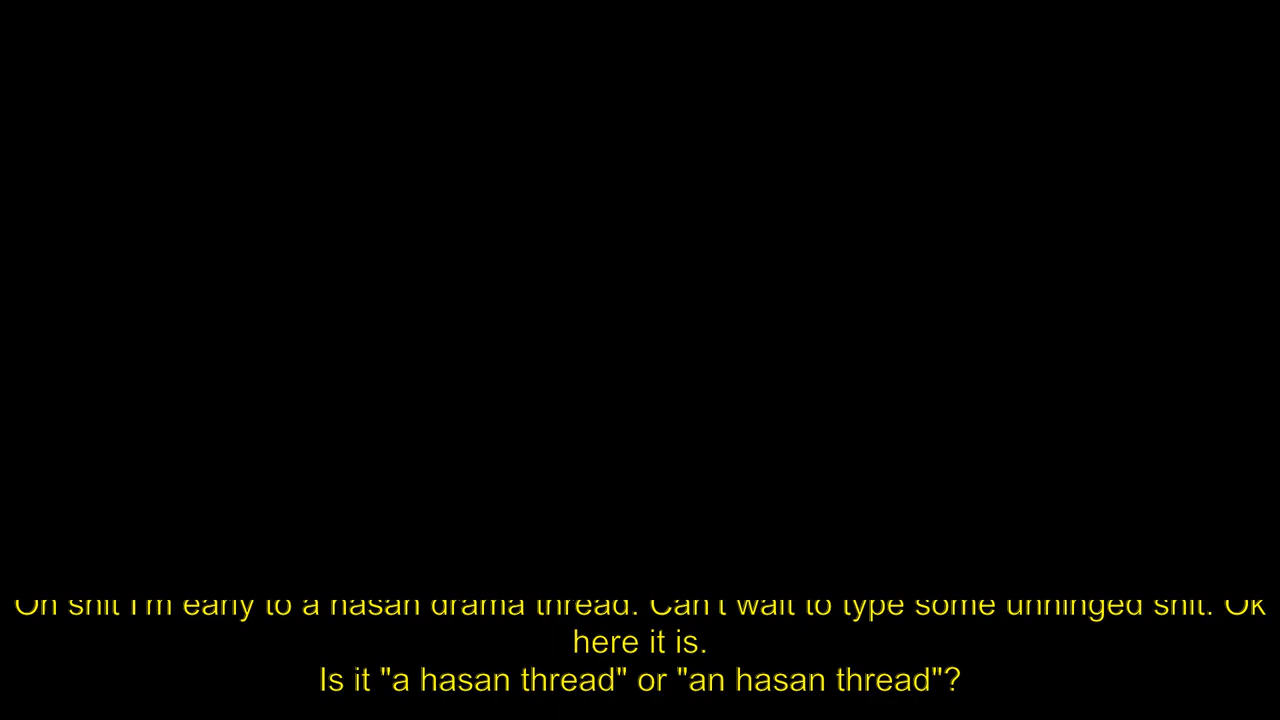 Oh shit I'm early to a hasan drama thread. Can't wait to type some unhinged shit. Ok
here it is.
Is it "a hasan thread" or "an hasan thread"?